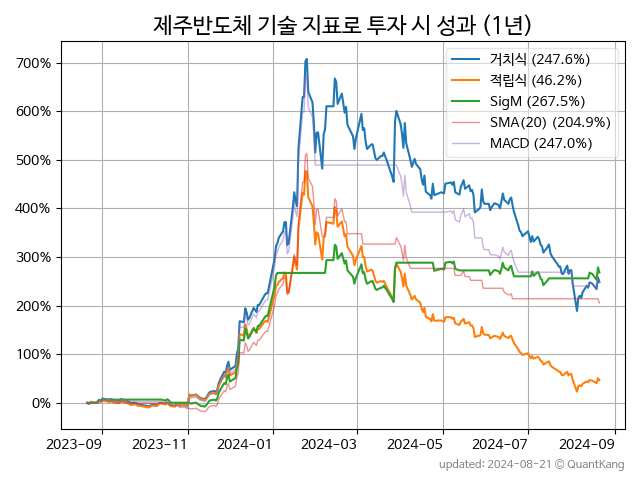 제주반도체 기술 지표로 투자 시 성과 (1년)
거치식 (247.6%)
적립식 (46.2%)
SigM (267.5%)
SMA(20) (204.9%)
MACD (247.0%)
700%
600%
500%
400%
300%
200%
100%
0%
2023-09 2023-11 2024-01 2024-03 2024-05 2024-07 2024-09
updated: 2024-08-21 © QuantKang